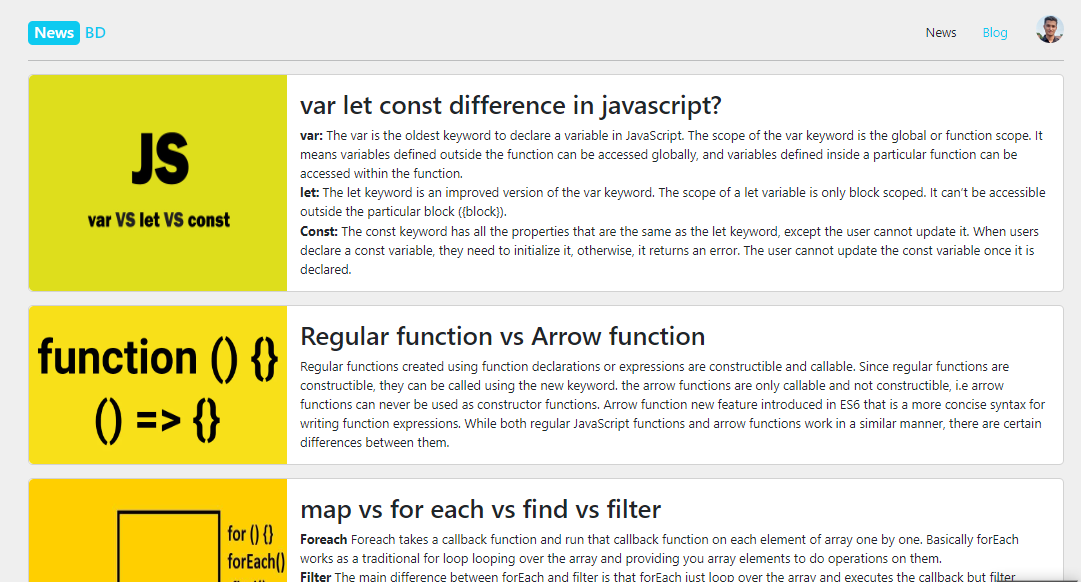 News BD
News
Blog
JS
var VS let VS const
var let const difference in javascript?
var: The var is the oldest keyword to declare a variable in JavaScript. The scope of the var keyword is the global or function scope. It
means variables defined outside the function can be accessed globally, and variables defined inside a particular function can be
accessed within the function.
let: The let keyword is an improved version of the var keyword. The scope of a let variable is only block scoped. It can't be accessible
outside the particular block ({block}).
Const: The const keyword has all the properties that are the same as the let keyword, except the user cannot update it. When users
declare a const variable, they need to initialize it, otherwise, it returns an error. The user cannot update the const variable once it is
declared.
function () {}
() => {}
Regular function vs Arrow function
Regular functions created using function declarations or expressions are constructible and callable. Since regular functions are
constructible, they can be called using the new keyword. the arrow functions are only callable and not constructible, i.e arrow
functions can never be used as constructor functions. Arrow function new feature introduced in ES6 that is a more concise syntax for
writing function expressions. While both regular JavaScript functions and arrow functions work in a similar manner, there are certain
differences between them.
for () {}
forEach()
map vs for each vs find vs filter
Foreach Foreach takes a callback function and run that callback function on each element of array one by one. Basically forEach
works as a traditional for loop looping over the array and providing you array elements to do operations on them.
Filter The main difference between forEach and filter is that forEach just loop over the array and executes the callback but filter